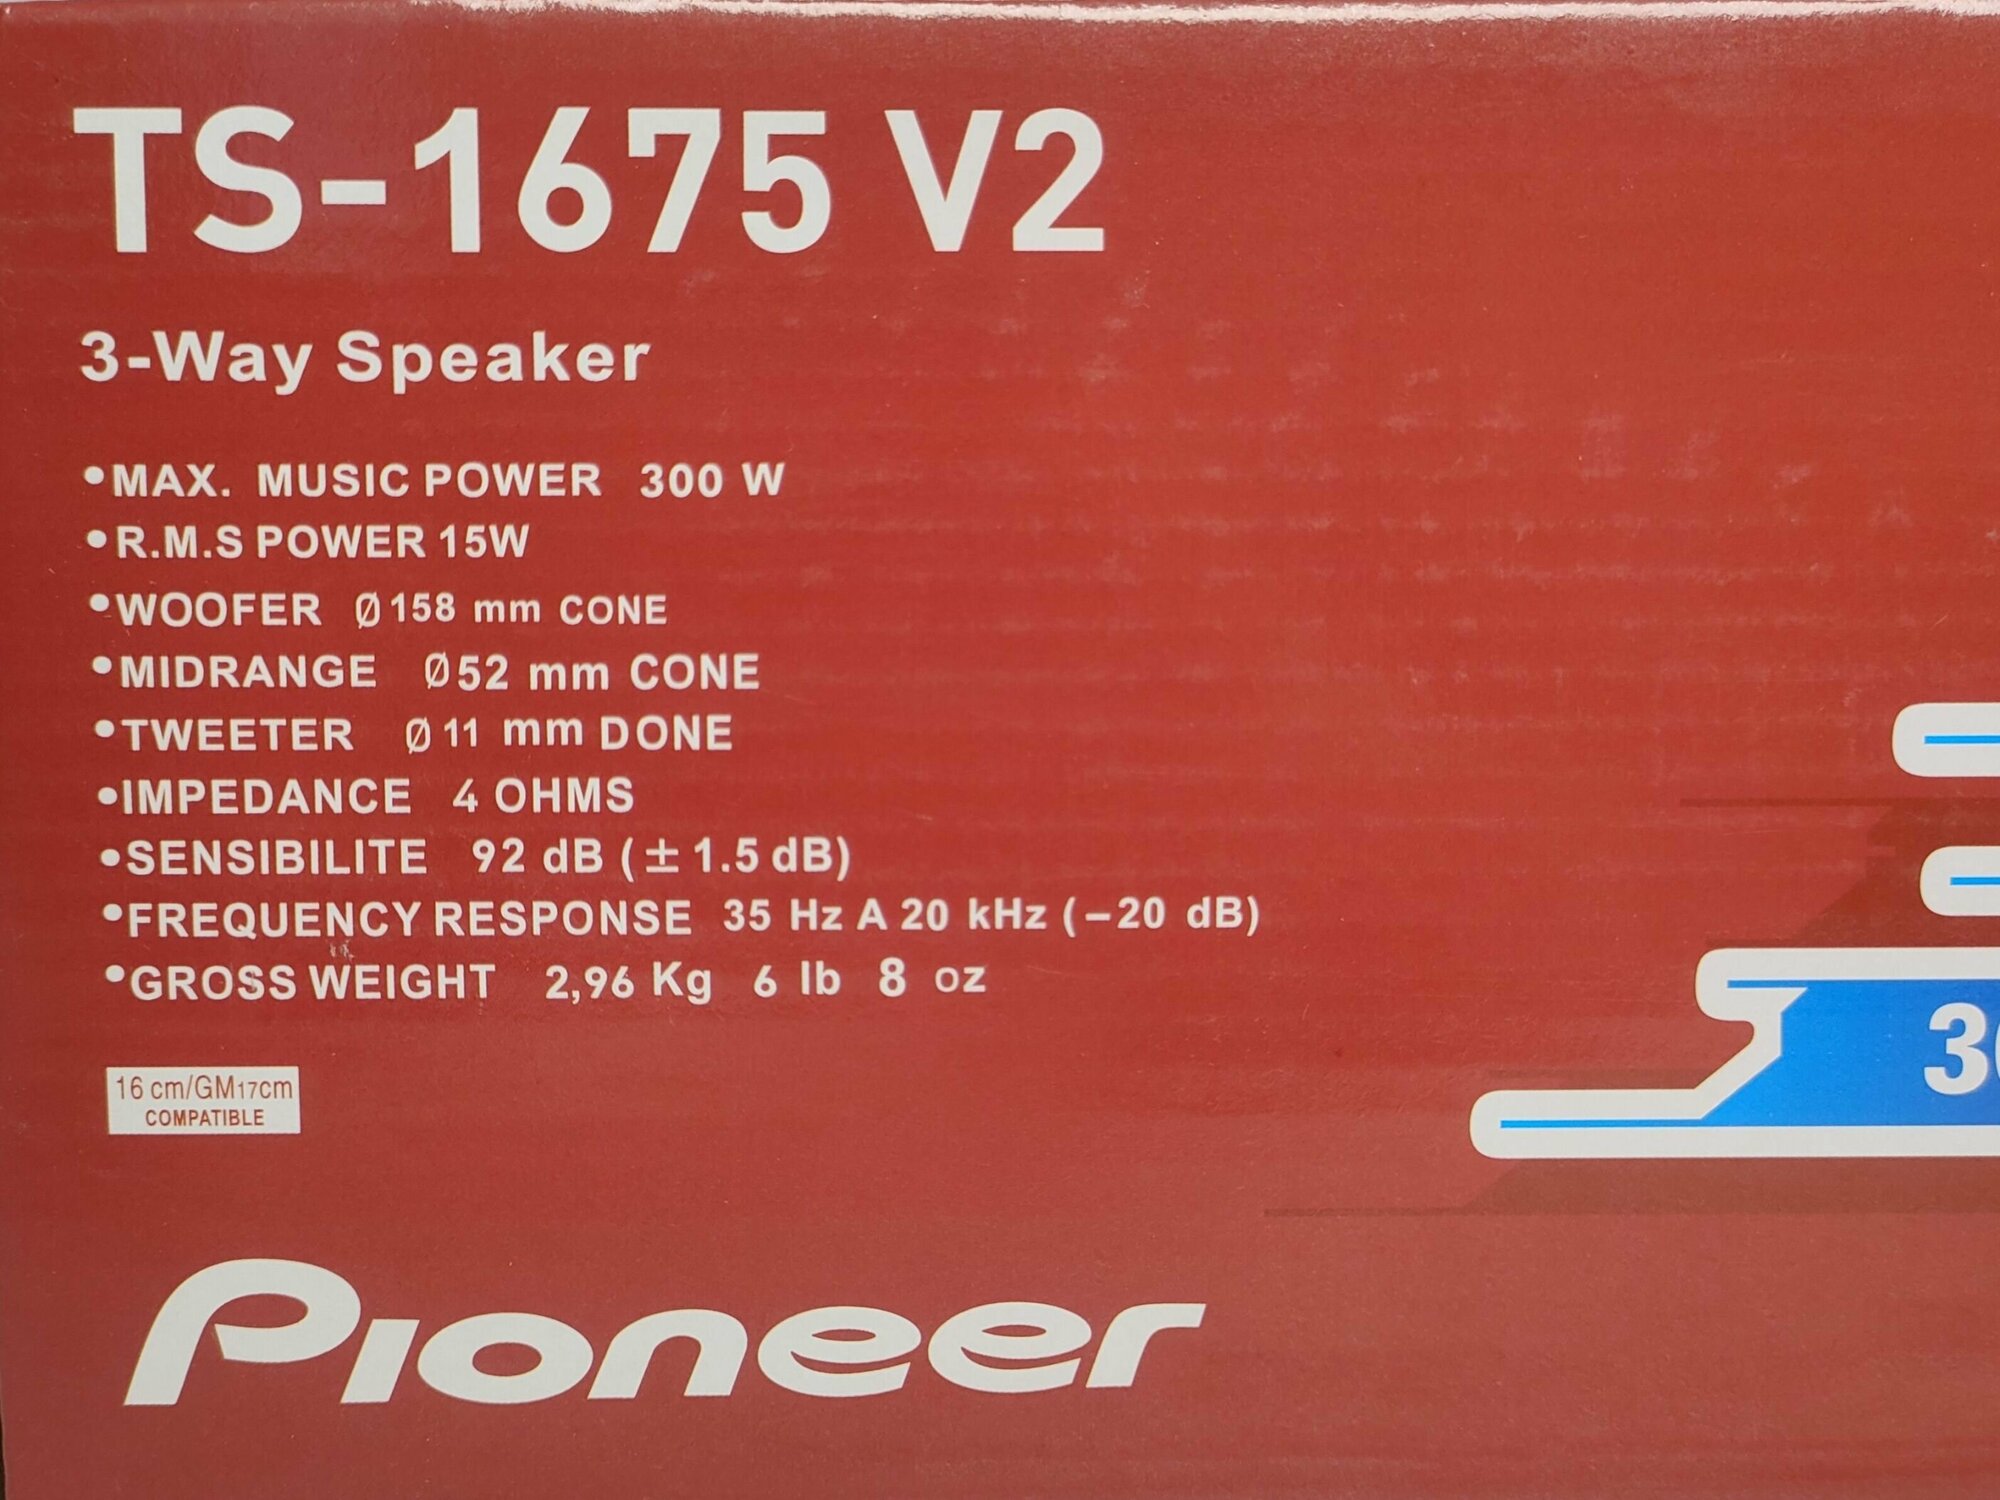 TS-1675 V2
3-Way Speaker
•MAX. MUSIC POWER 300 W
•R.M.S POWER 15W
•WOOFER Ø158 mm CONE
•MIDRANGE Ø52 mm CONE
•TWEETER Ø11 mm DONE
•IMPEDANCE 4 OHMS
•SENSIBILITE 92 dB (±1.5 dB)
•FREQUENCY RESPONSE 35 Hz A 20 kHz (−20 dB)
•GROSS WEIGHT 2,96 Kg 6 lb 8 oz
16 cm/GM17cm
COMPATIBLE
Pioneer